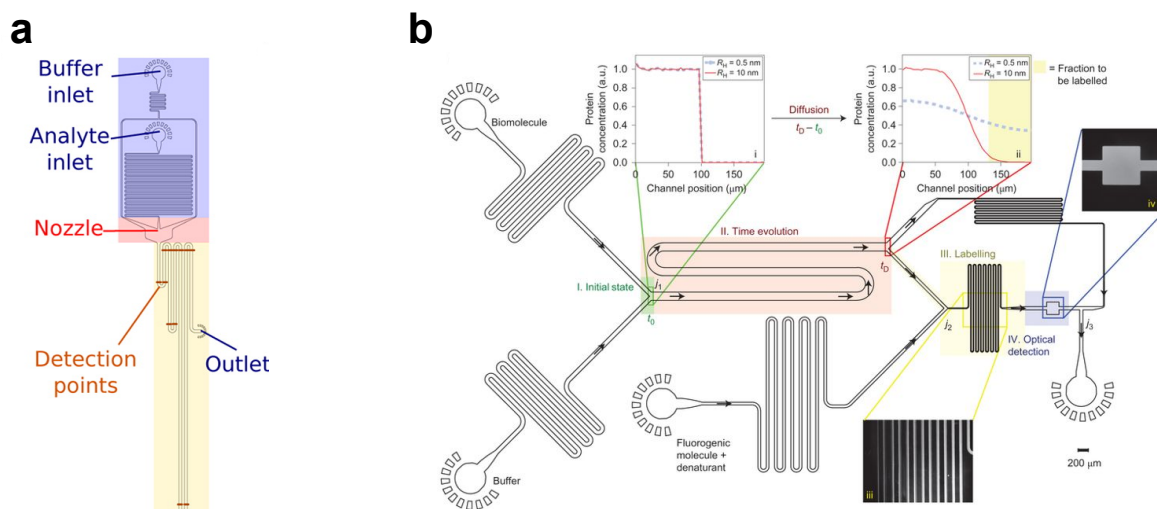 a
Buffer
inlet
Analyte
inlet
Nozzle
Detection
points
Outlet
b
Biomolecule
Protein
concentration (a.u.)
1.0
0.8
0.6
0.4
0.2
0.0
R_H = 0.5 nm
R_H = 10 nm
i
0 50 100 150
Channel position (μm)
Diffusion
t_D – t_0
Protein
concentration (a.u.)
1.0
0.8
0.6
0.4
0.2
0.0
R_H = 0.5 nm
R_H = 10 nm
ii
0 50 100 150
Channel position (μm)
= Fraction to
be labelled
iv
II. Time evolution
I. Initial state
j_1
t_0
t_D
III. Labelling
j_2
j_3
IV. Optical
detection
Fluorogenic
molecule +
denaturant
Buffer
iii
200 μm